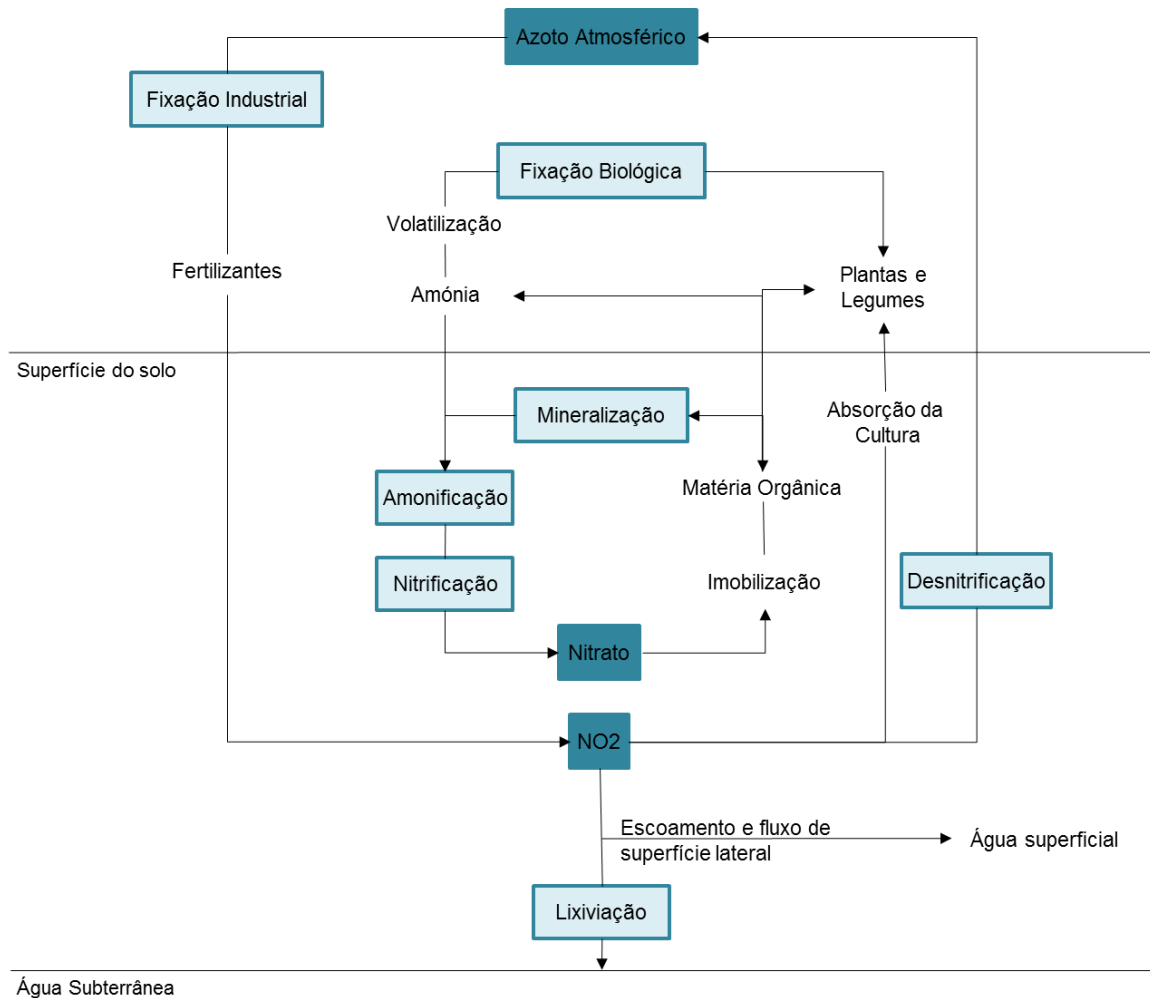 Azoto Atmosférico
Fixação Industrial
Fixação Biológica
Volatilização
Fertilizantes
Amónia
Plantas e
Legumes
Superfície do solo
Mineralização
Absorção da
Cultura
Amonificação
Matéria Orgânica
Nitrificação
Imobilização
Desnitrificação
Nitrato
NO2
Escoamento e fluxo de
superfície lateral
Água superficial
Lixiviação
Água Subterrânea